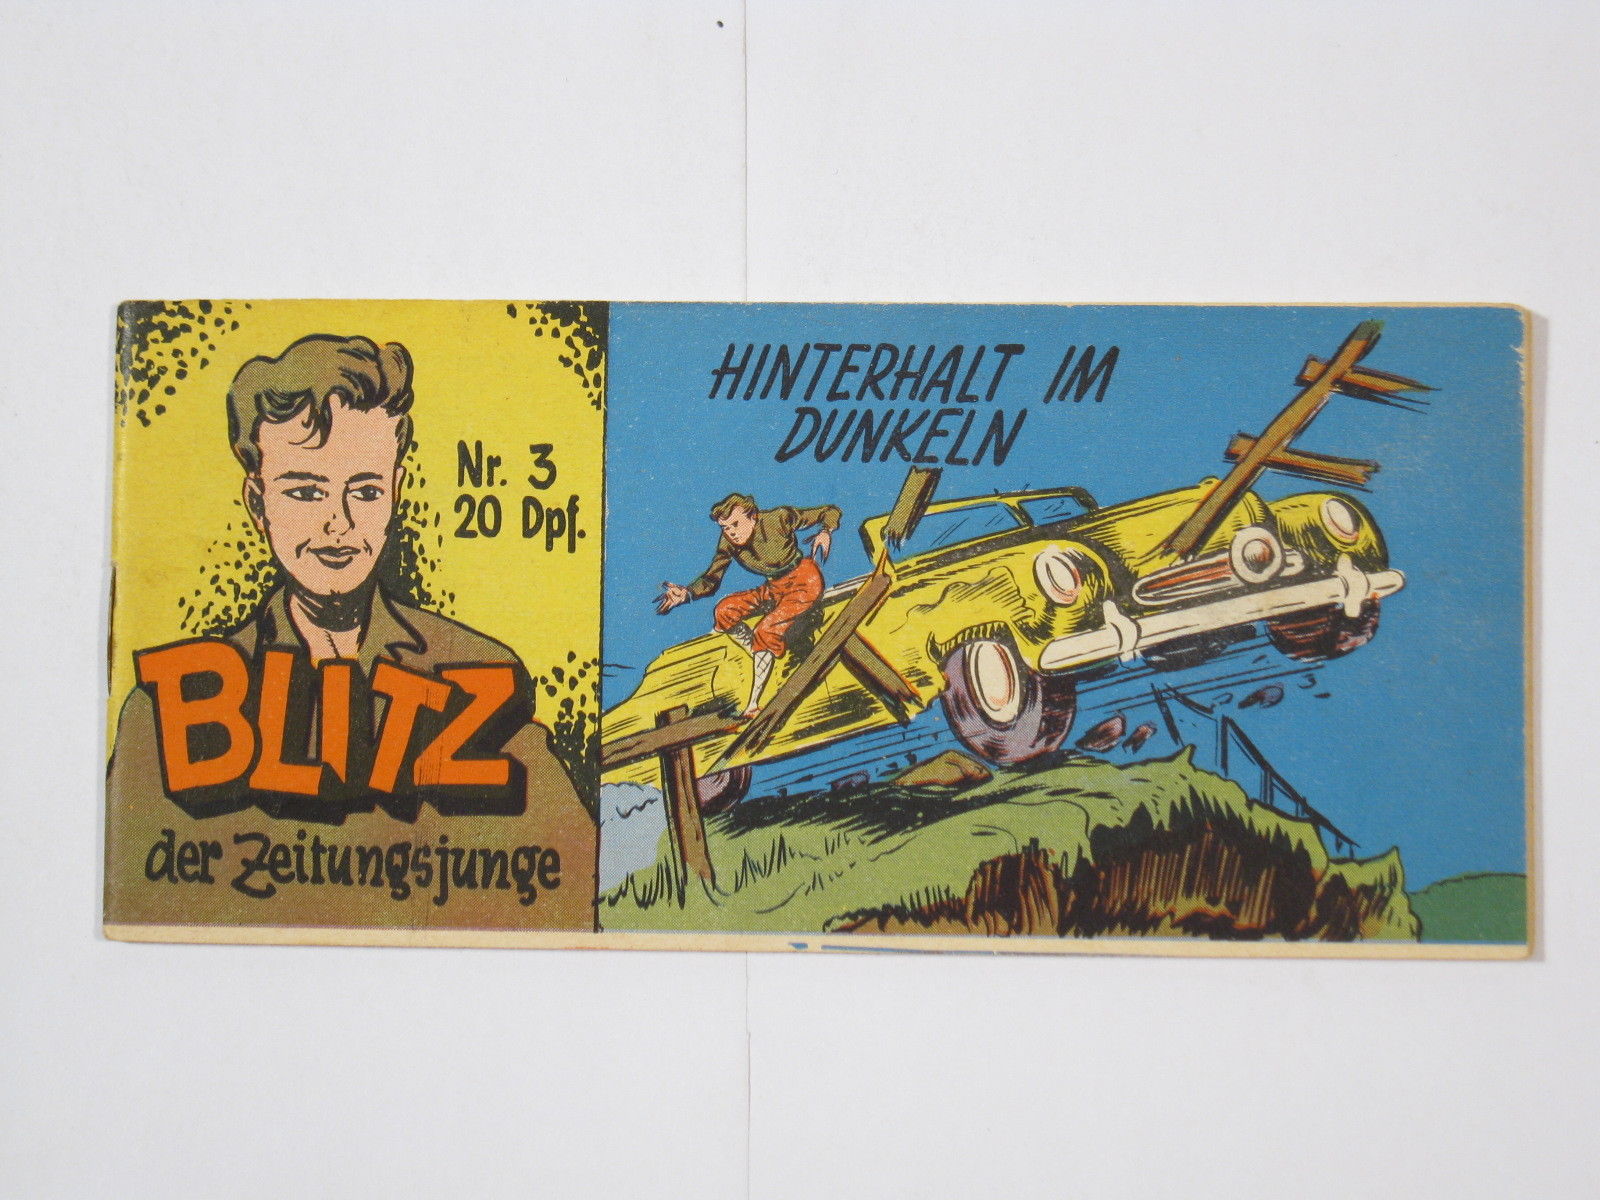 Nr. 3
20 Dpf.
BLITZ
der Zeitungsjunge
HINTERHALT IM
DUNKELN